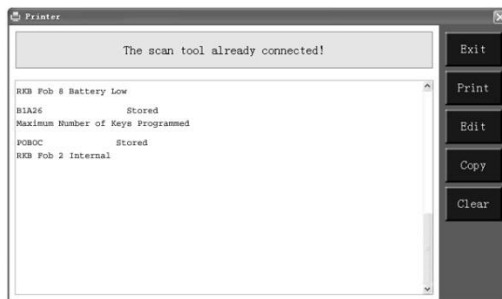 Printer
The scan tool already connected!
RKB Fob 8 Battery Low
B1A26 Stored
Maximum Number of Keys Programmed
P0B0C Stored
RKB Fob 2 Internal
Exit
Print
Edit
Copy
Clear